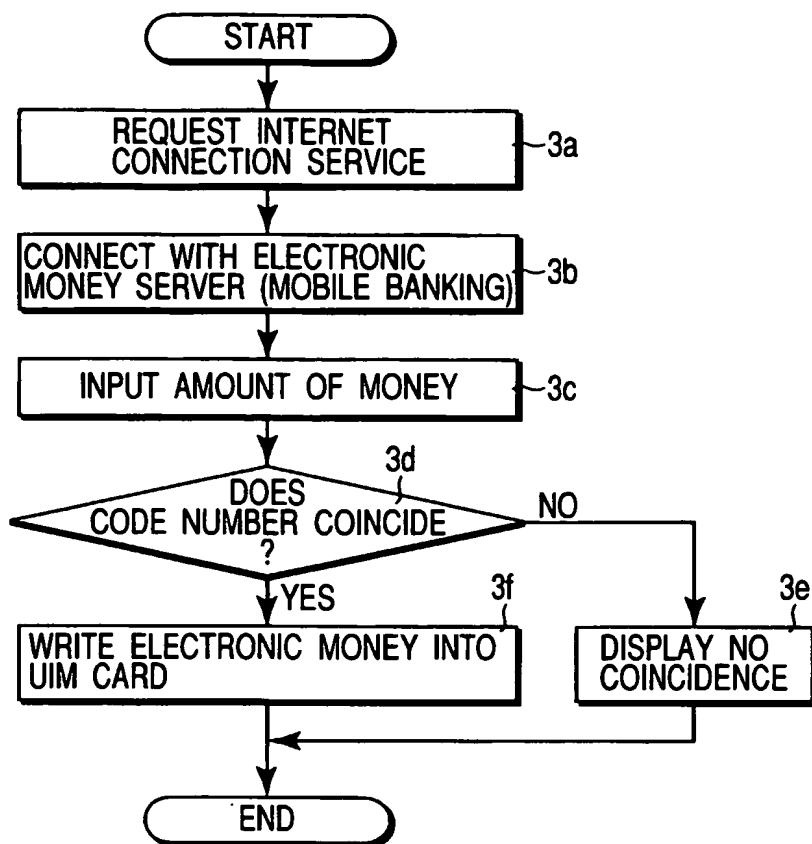 START
REQUEST INTERNET
CONNECTION SERVICE
3a
CONNECT WITH ELECTRONIC
MONEY SERVER (MOBILE BANKING)
3b
INPUT AMOUNT OF MONEY
3c
3d
DOES
CODE NUMBER COINCIDE
?
NO
YES
3f
WRITE ELECTRONIC MONEY INTO
UIM CARD
3e
DISPLAY NO
COINCIDENCE
END